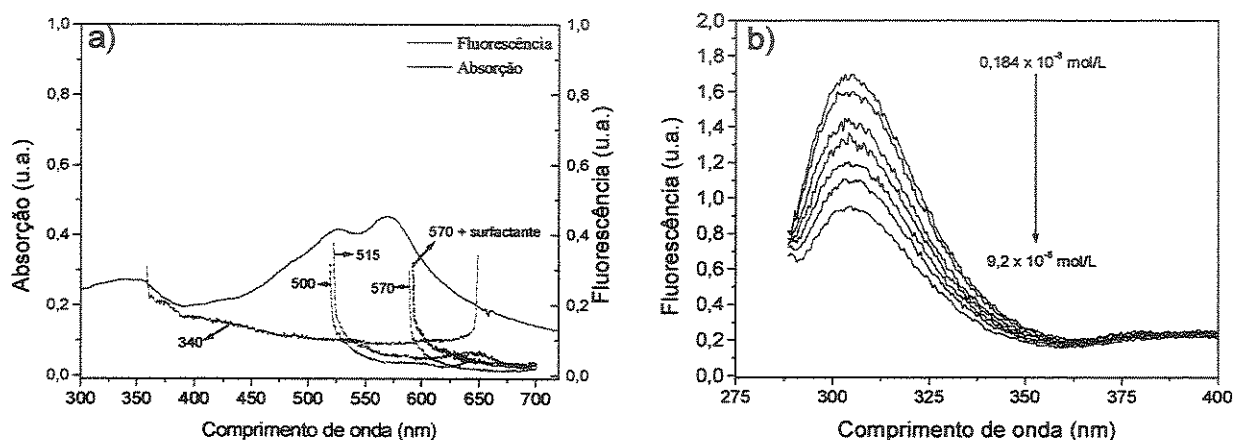 a)
Fluorescência
Absorção
570 + surfactante
515
500
570
340
Absorção (u.a.)
1,0
0,8
0,6
0,4
0,2
0,0
Fluorescência (u.a.)
1,0
0,8
0,6
0,4
0,2
0,0
300 350 400 450 500 550 600 650 700
Comprimento de onda (nm)
b)
0,184 x 10⁻⁸ mol/L
Fluorescência (u.a.)
2,0
1,8
1,6
1,4
1,2
1,0
0,8
0,6
0,4
0,2
0,0
275 300 325 350 375 400
Comprimento de onda (nm)